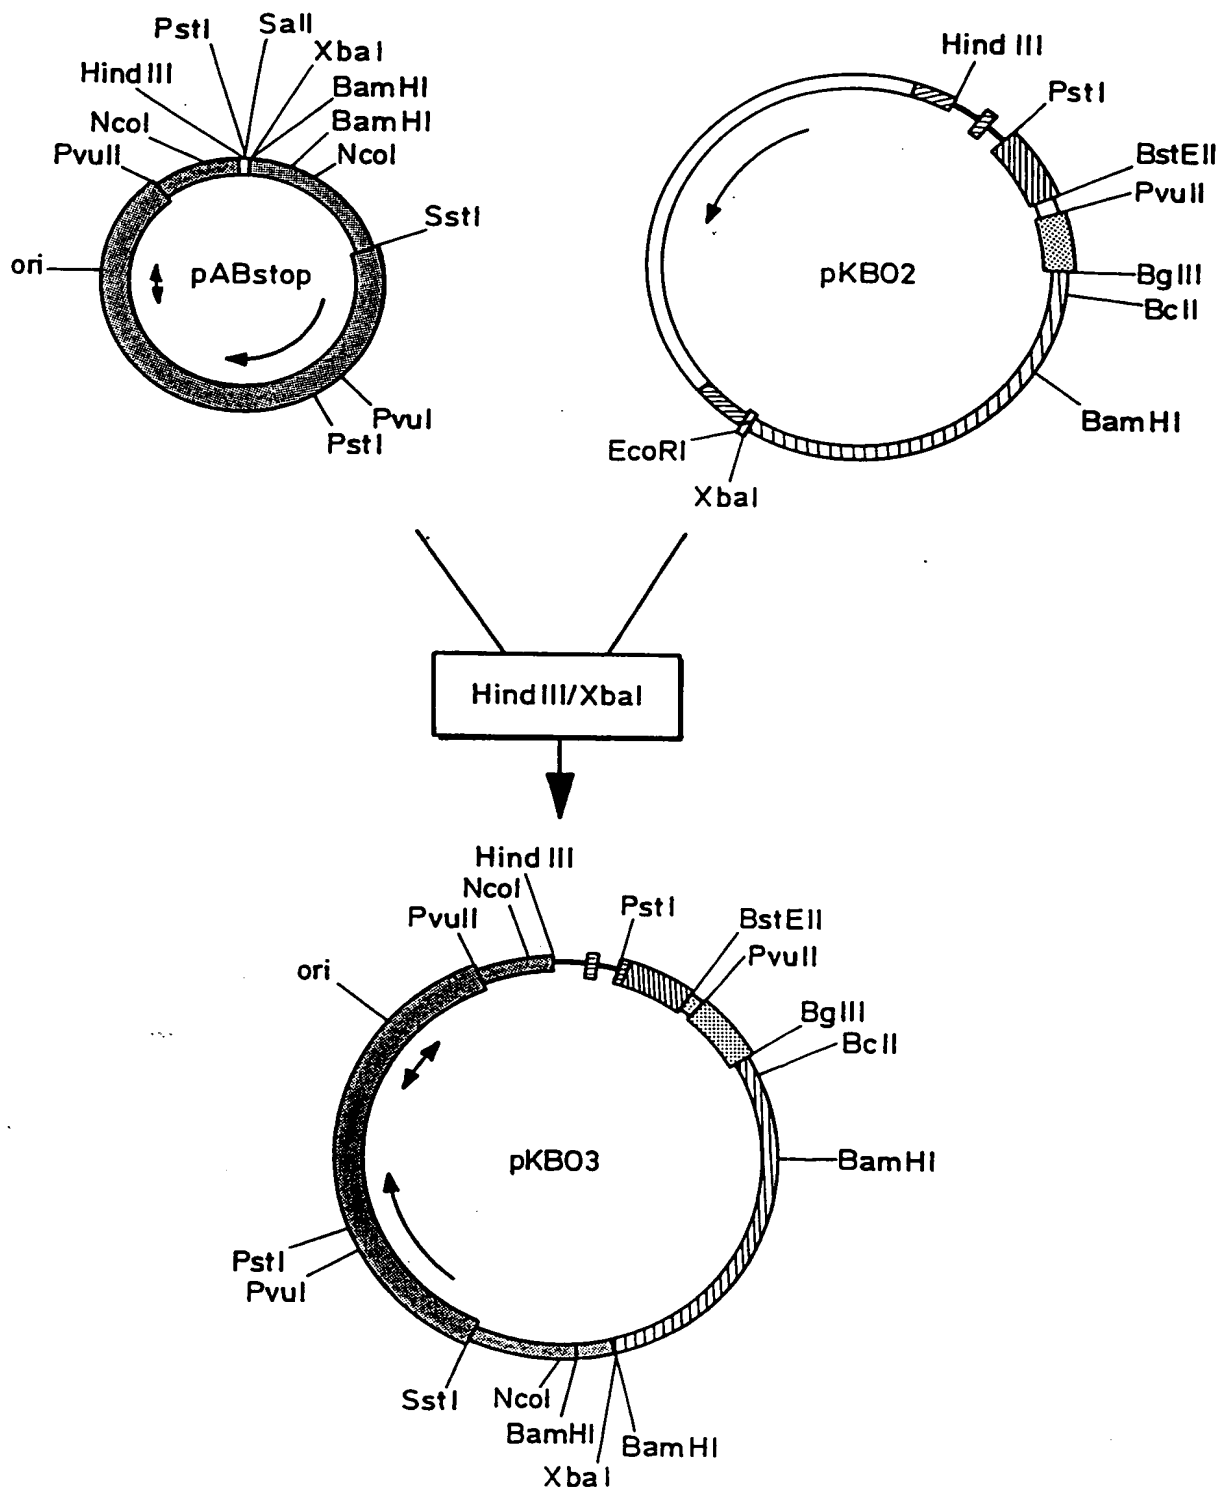 PstI
SalI
XbaI
HindIII
BamHI
NcoI
BamHI
PvuII
NcoI
SstI
ori
pABstop
PvuI
PstI
Hind III
PstI
BstEII
PvuII
pKB02
BglII
BclI
BamHI
EcoRI
XbaI
HindIII/XbaI
Hind III
NcoI
PstI
PvuII
BstEII
PvuII
ori
BglII
BclI
pKB03
BamHI
PstI
PvuI
SstI
NcoI
BamHI
BamHI
XbaI